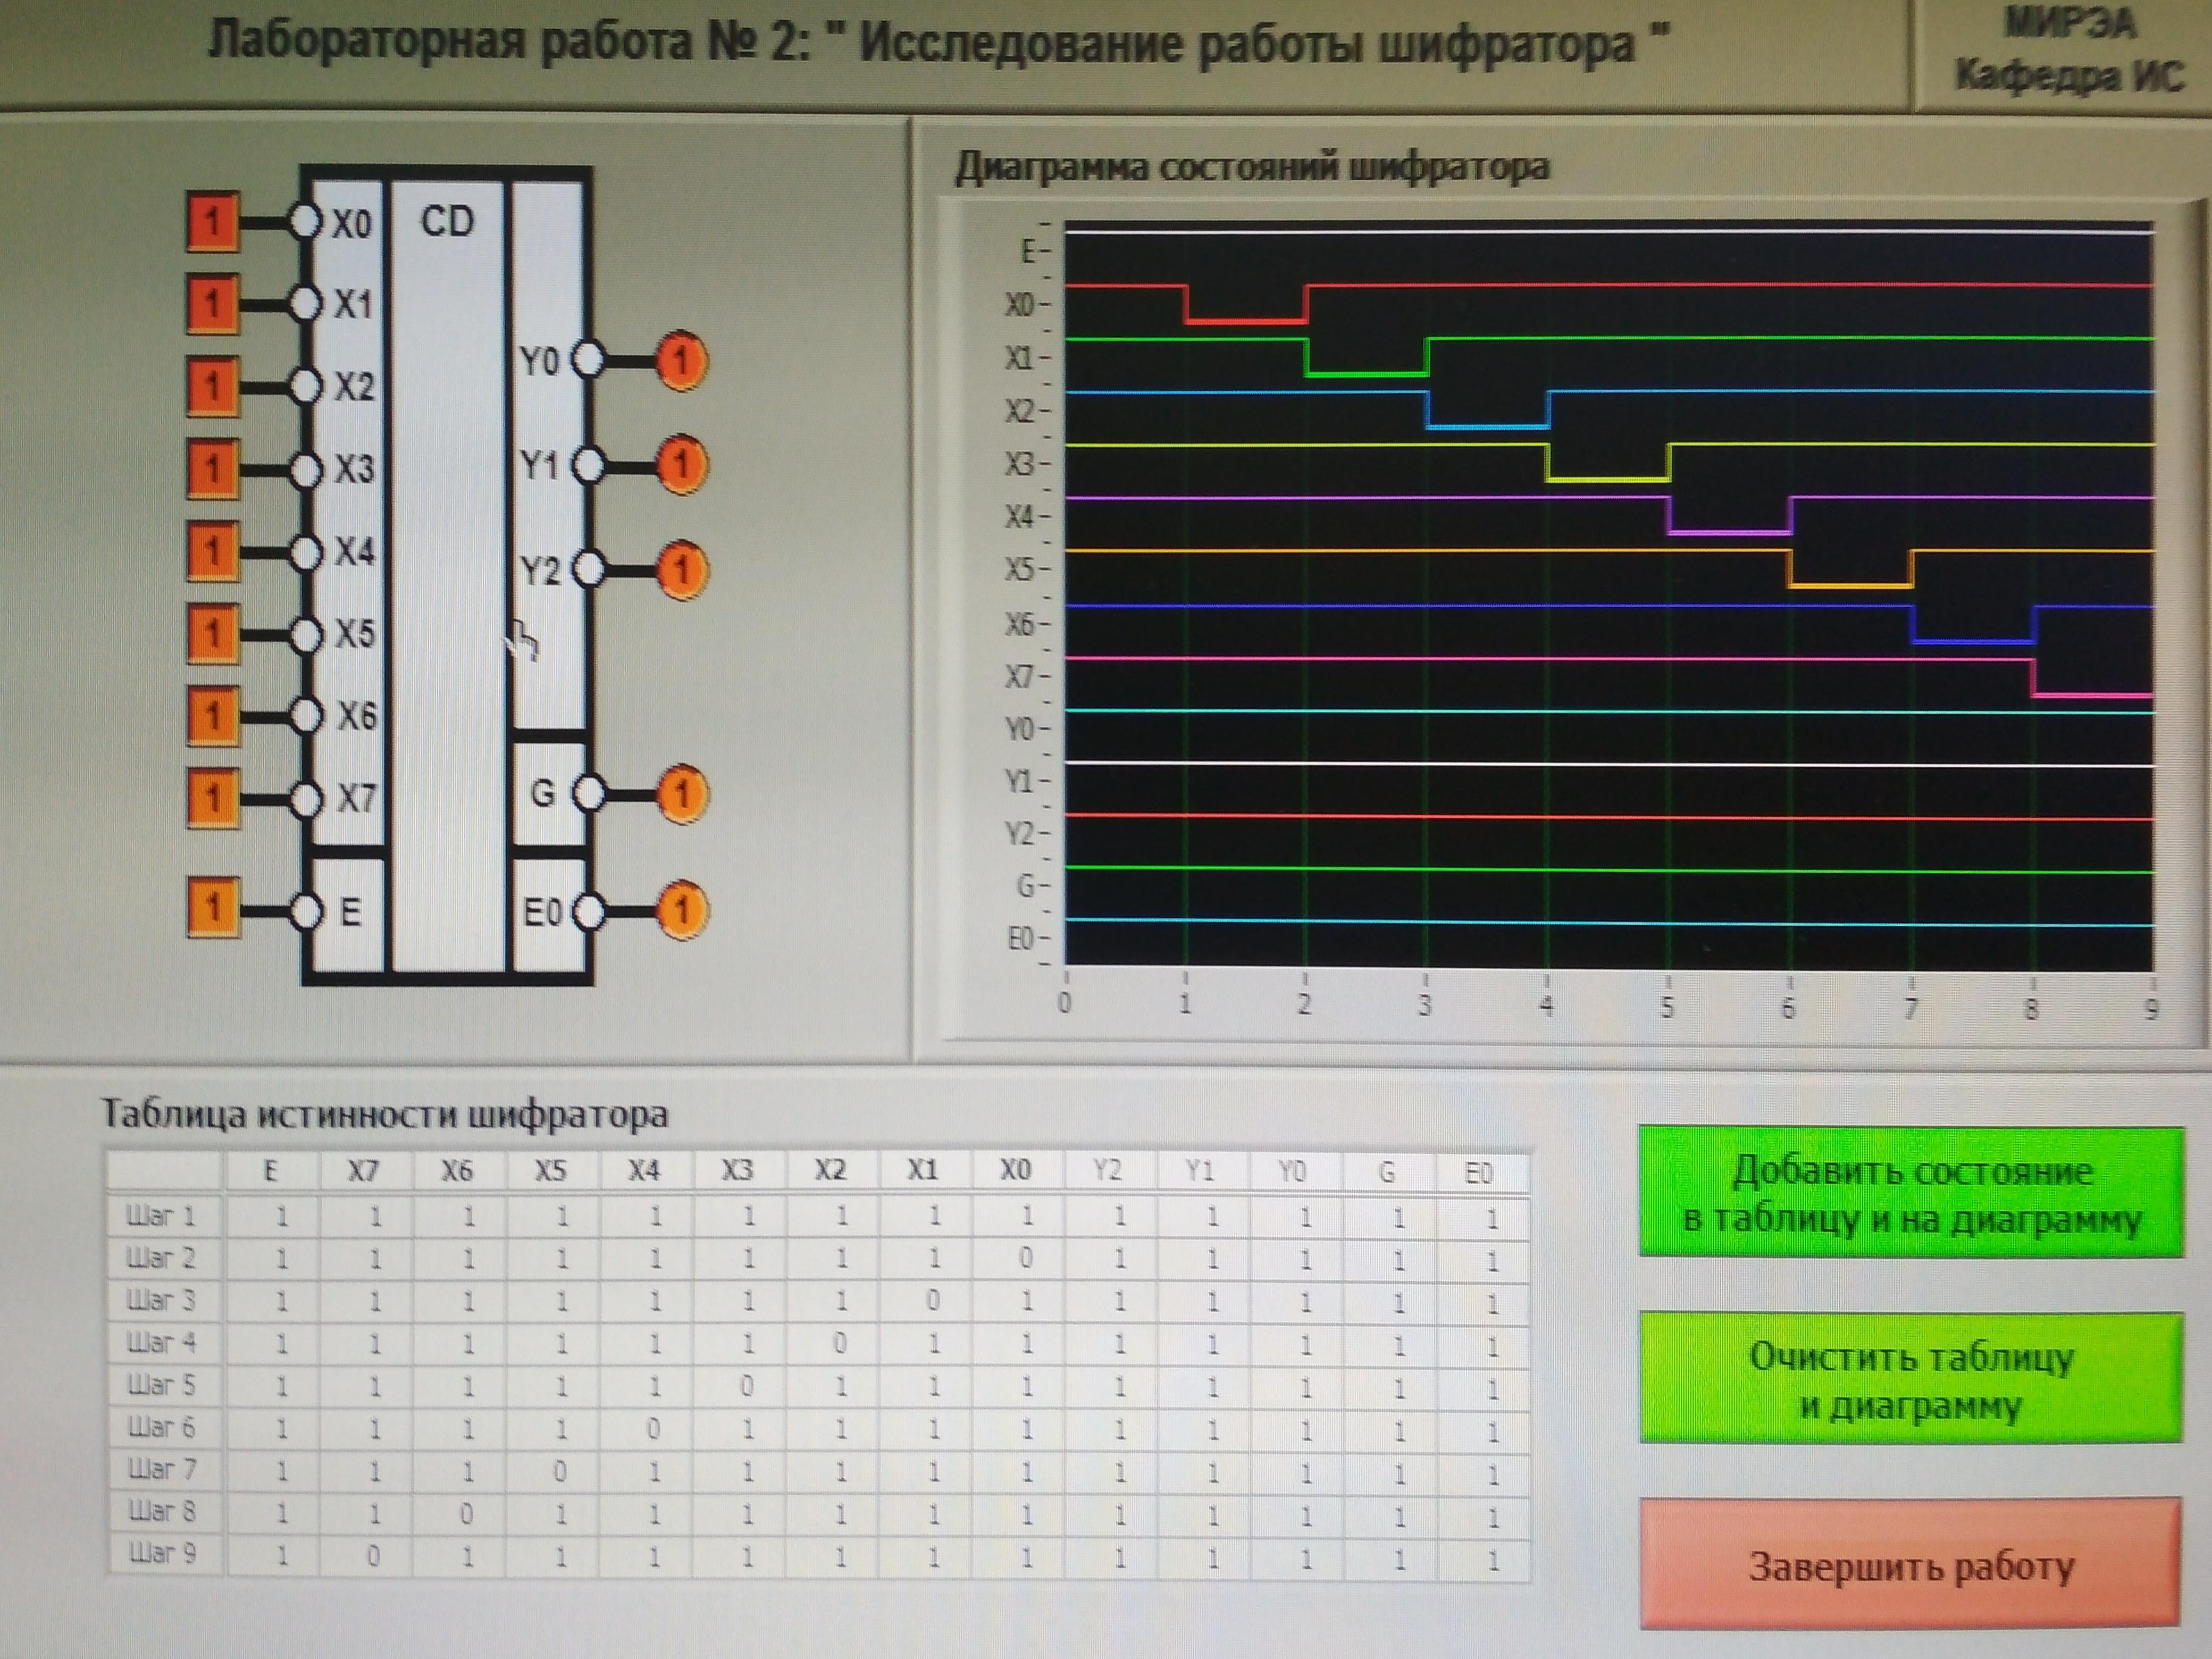 Лабораторная работа № 2: " Исследование работы шифратора "
МИРЭА
Кафедра ИС
1 X0 CD
1 X1
1 X2 Y0 1
1 X3 Y1 1
1 X4 Y2 1
1 X5
1 X6
1 X7 G 1
1 E E0 1
Диаграмма состояний шифратора
E
X0
X1
X2
X3
X4
X5
X6
X7
Y0
Y1
Y2
G
E0
0 1 2 3 4 5 6 7 8 9
Таблица истинности шифратора
E X7 X6 X5 X4 X3 X2 X1 X0 Y2 Y1 Y0 G E0
Шаг 1 1 1 1 1 1 1 1 1 1 1 1 1 1 1
Шаг 2 1 1 1 1 1 1 1 1 0 1 1 1 1 1
Шаг 3 1 1 1 1 1 1 1 0 1 1 1 1 1 1
Шаг 4 1 1 1 1 1 1 0 1 1 1 1 1 1 1
Шаг 5 1 1 1 1 1 0 1 1 1 1 1 1 1 1
Шаг 6 1 1 1 1 0 1 1 1 1 1 1 1 1 1
Шаг 7 1 1 1 0 1 1 1 1 1 1 1 1 1 1
Шаг 8 1 1 0 1 1 1 1 1 1 1 1 1 1 1
Шаг 9 1 0 1 1 1 1 1 1 1 1 1 1 1 1
Добавить состояние
в таблицу и на диаграмму
Очистить таблицу
и диаграмму
Завершить работу